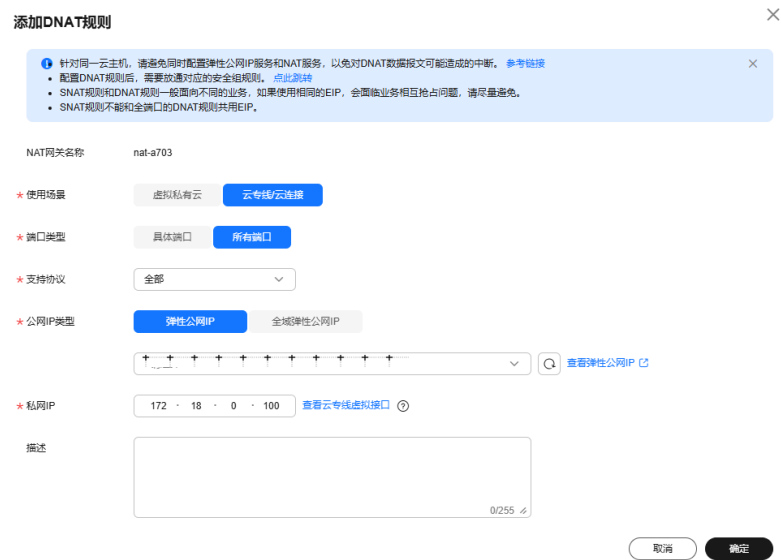 添加DNAT规则
针对同一云主机，请避免同时配置弹性公网IP服务和NAT服务，以免对DNAT数据报文可能造成的中断。 参考链接
配置DNAT规则后，需要放通对应的安全组规则。 点此跳转
SNAT规则和DNAT规则一般面向不同的业务，如果使用相同的EIP，会面临业务相互抢占问题，请尽量避免。
SNAT规则不能和全端口的DNAT规则共用EIP。
NAT网关名称 nat-a703
* 使用场景 虚拟私有云 云专线/云连接
* 端口类型 具体端口 所有端口
* 支持协议 全部
* 公网IP类型 弹性公网IP 全域弹性公网IP
查看弹性公网IP
* 私网IP 172 · 18 · 0 · 100 查看云专线虚拟接口
描述
0/255
取消 确定